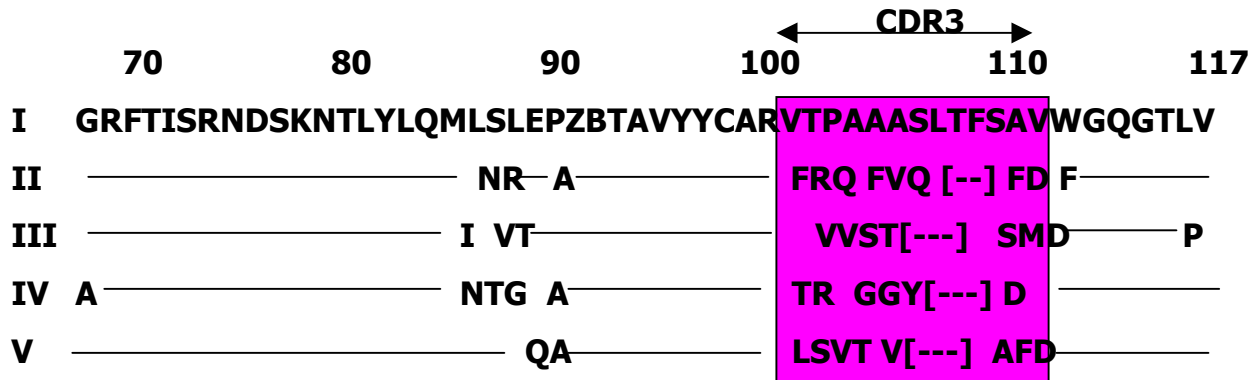 CDR3
70 80 90 100 110 117
I GRFTISRNDSKNTLYLQMLSLEPZBTAVYYCARVTPAAASLTFSAVWGQGTLV
II NR A FRQ FVQ [--] FD F
III I VT VVST[---] SMD P
IV A NTG A TR GGY[---] D
V QA LSVT V[---] AFD